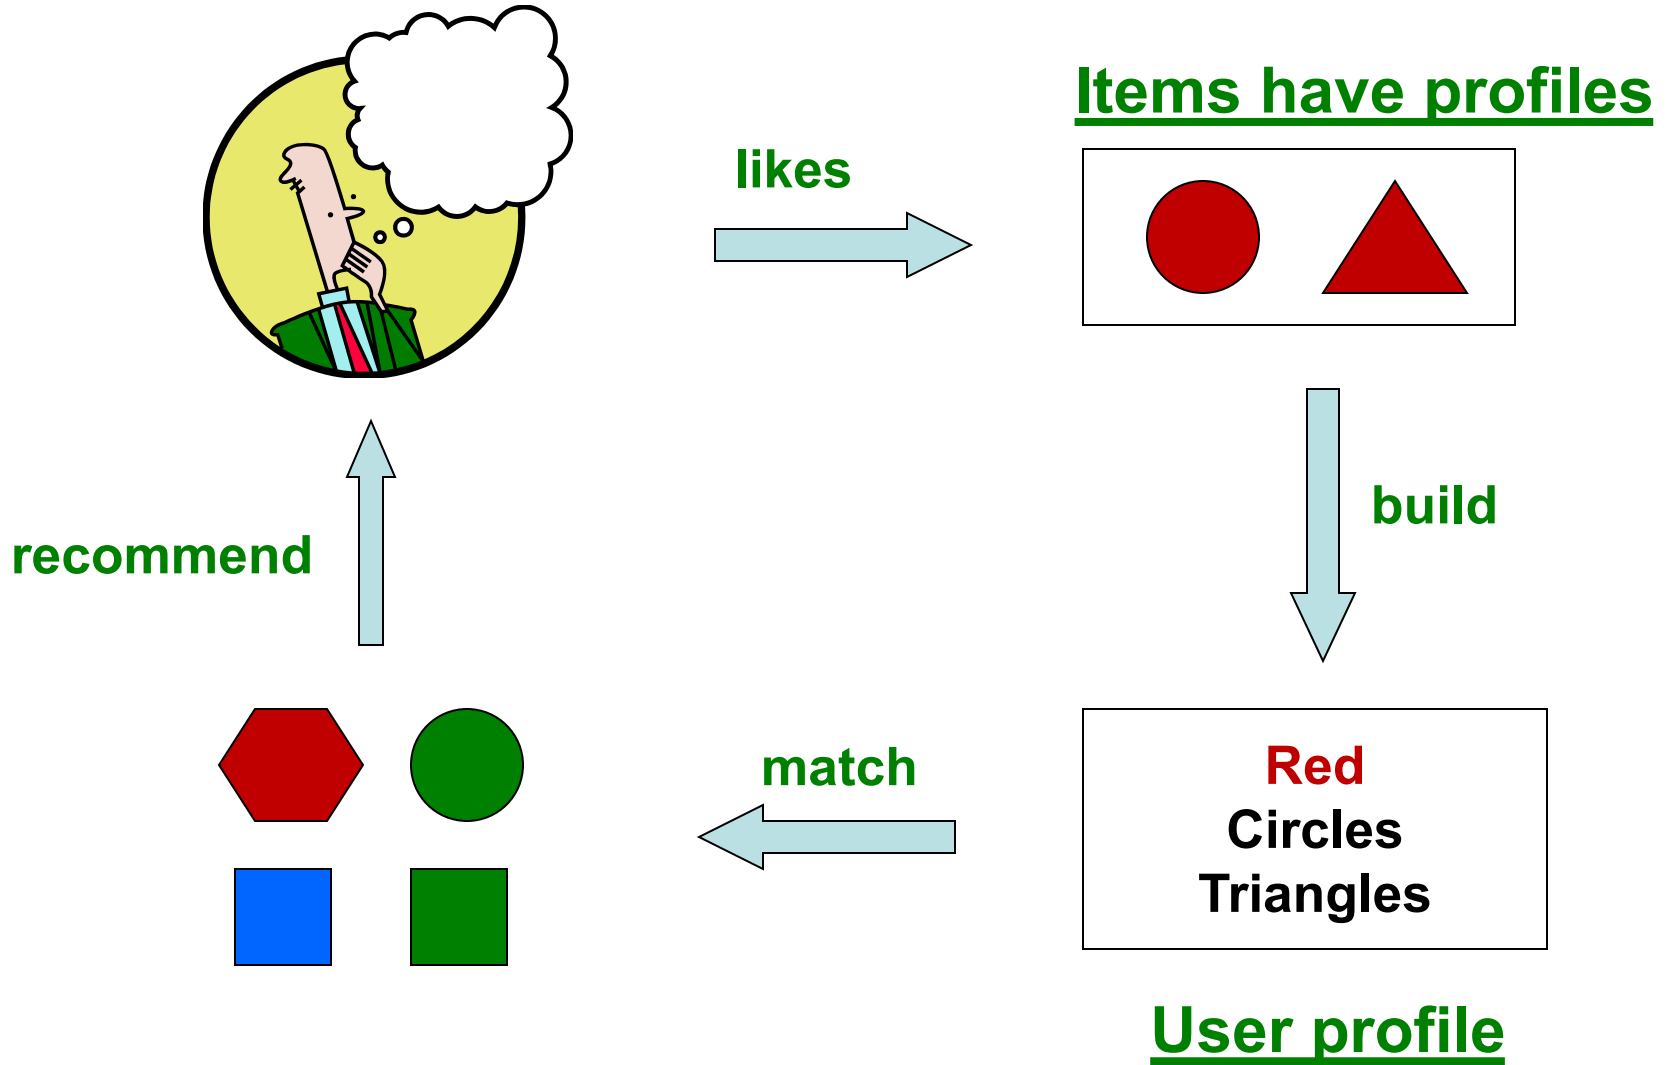 Items have profiles
likes
build
recommend
match
Red
Circles
Triangles
User profile